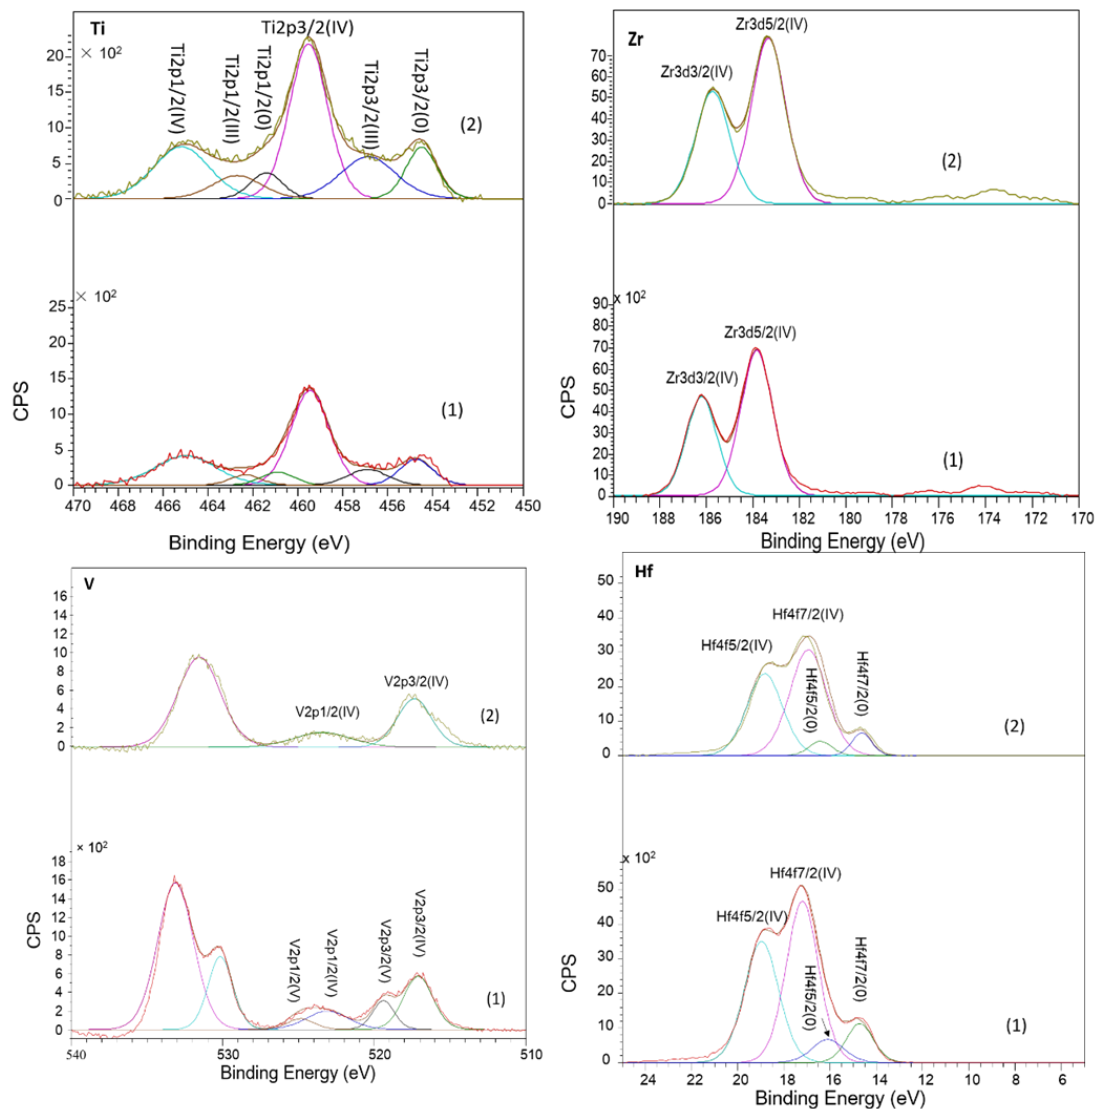 Ti
× 10²
Ti2p1/2(IV)
Ti2p1/2(III)
Ti2p1/2(0)
Ti2p3/2(IV)
Ti2p3/2(III)
Ti2p3/2(0)
(2)
20
15
10
5
0
× 10²
25
20
15
10
5
0
CPS
(1)
470 468 466 464 462 460 458 456 454 452 450
Binding Energy (eV)
Zr
Zr3d3/2(IV)
Zr3d5/2(IV)
(2)
70
60
50
40
30
20
10
0
x 10²
90
80
70
60
50
40
30
20
10
0
CPS
Zr3d3/2(IV)
Zr3d5/2(IV)
(1)
190 188 186 184 182 180 178 176 174 172 170
Binding Energy (eV)
V
16
14
12
10
8
6
4
2
0
V2p1/2(IV)
V2p3/2(IV)
(2)
× 10²
18
16
14
12
10
8
6
4
2
0
CPS
V2p1/2(V)
V2p1/2(IV)
V2p3/2(V)
V2p3/2(IV)
(1)
540 530 520 510
Binding Energy (eV)
Hf
50
40
30
20
10
0
Hf4f5/2(IV)
Hf4f7/2(IV)
Hf4f5/2(0)
Hf4f7/2(0)
(2)
x 10²
50
40
30
20
10
0
CPS
Hf4f5/2(IV)
Hf4f7/2(IV)
Hf4f5/2(0)
Hf4f7/2(0)
(1)
24 22 20 18 16 14 12 10 8 6
Binding Energy (eV)